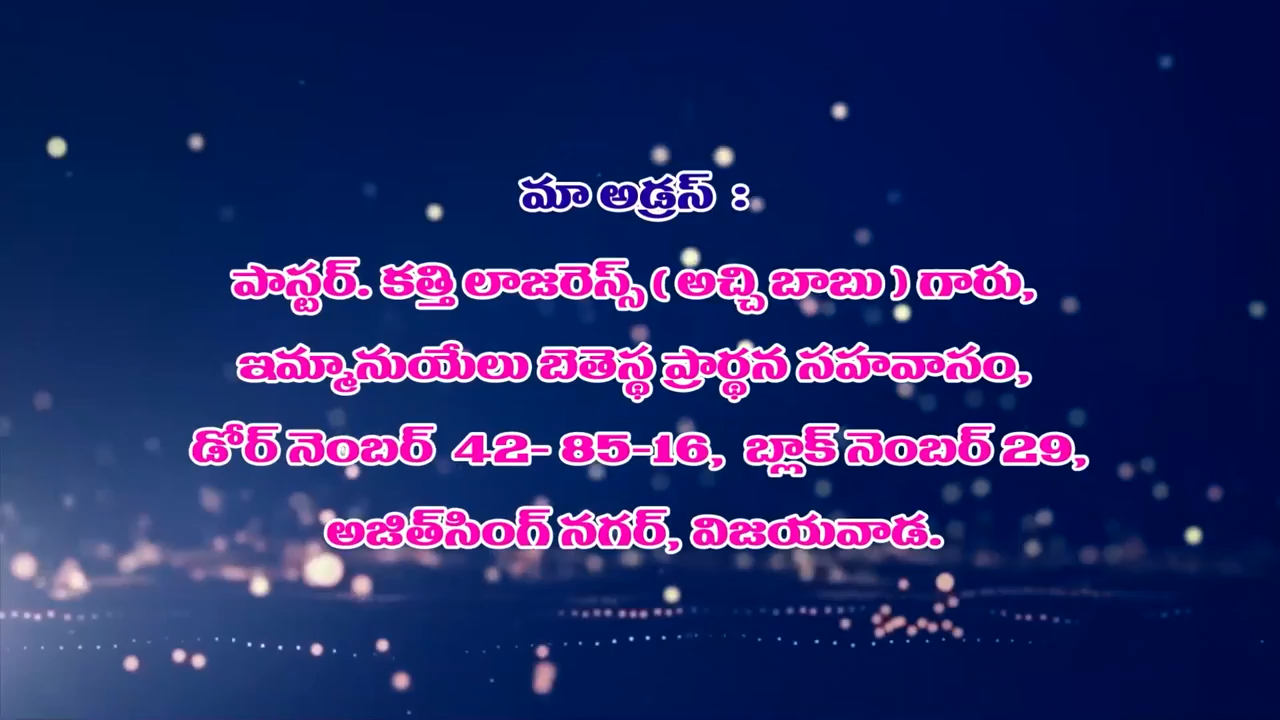 మా అడ్రస్ :
పాస్టర్. కత్తి లాజరెన్స్ ( అచ్చి బాబు ) గారు,
ఇమ్మానుయేలు బెతెస్థ ప్రార్థన సహవాసం,
డోర్ నెంబర్ 42- 85-16, బ్లాక్ నెంబర్ 29,
అజిత్‌సింగ్ నగర్, విజయవాడ.